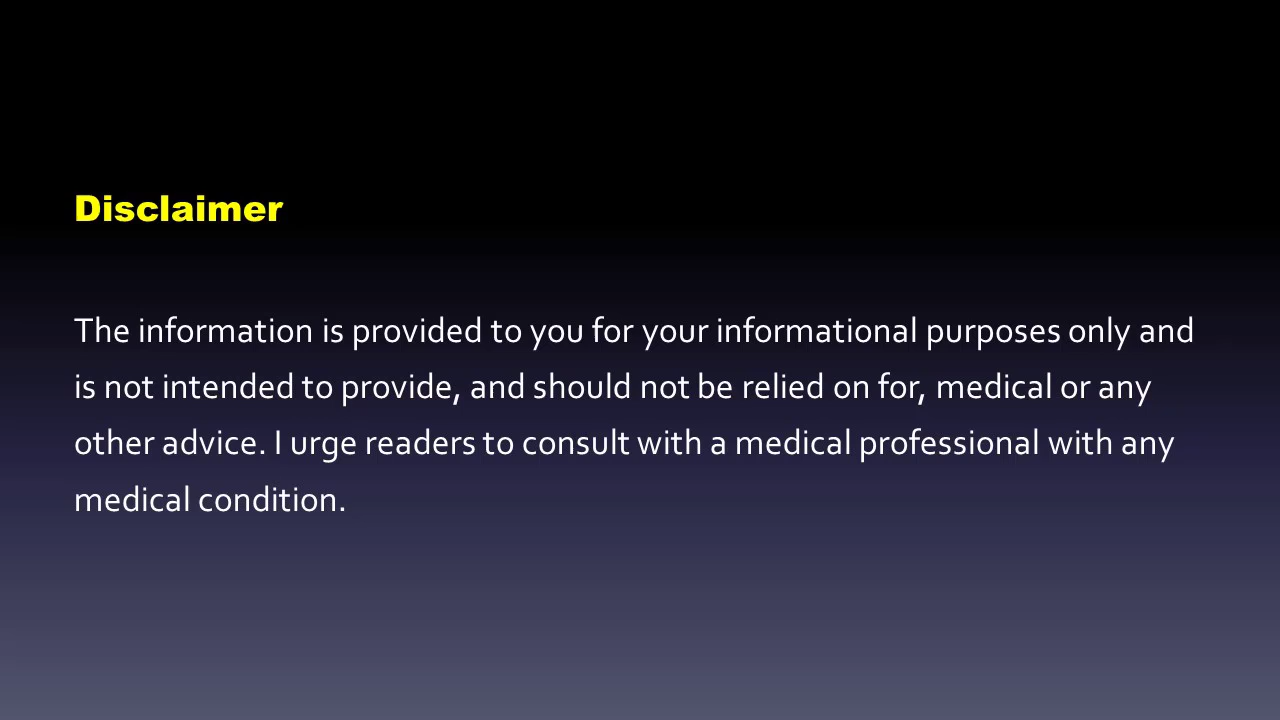 Disclaimer
The information is provided to you for your informational purposes only and
is not intended to provide, and should not be relied on for, medical or any
other advice. I urge readers to consult with a medical professional with any
medical condition.